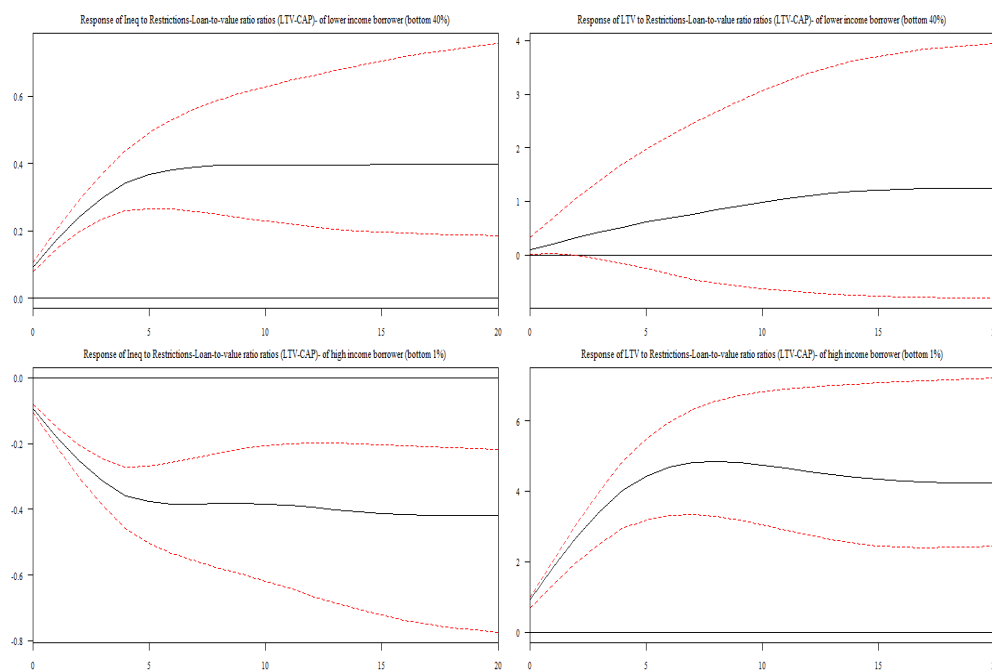 Response of Ineq to Restrictions-Loan-to-value ratio ratios (LTV-CAP)- of lower income borrower (bottom 40%)
0.6
0.4
0.2
0.0
0 5 10 15 20
Response of LTV to Restrictions-Loan-to-value ratio ratios (LTV-CAP)- of lower income borrower (bottom 40%)
4
3
2
1
0
0 5 10 15
Response of Ineq to Restrictions-Loan-to-value ratio ratios (LTV-CAP)- of high income borrower (bottom 1%)
0.0
-0.2
-0.4
-0.6
-0.8
0 5 10 15 20
Response of LTV to Restrictions-Loan-to-value ratio ratios (LTV-CAP)- of high income borrower (bottom 1%)
6
4
2
0
0 5 10 15